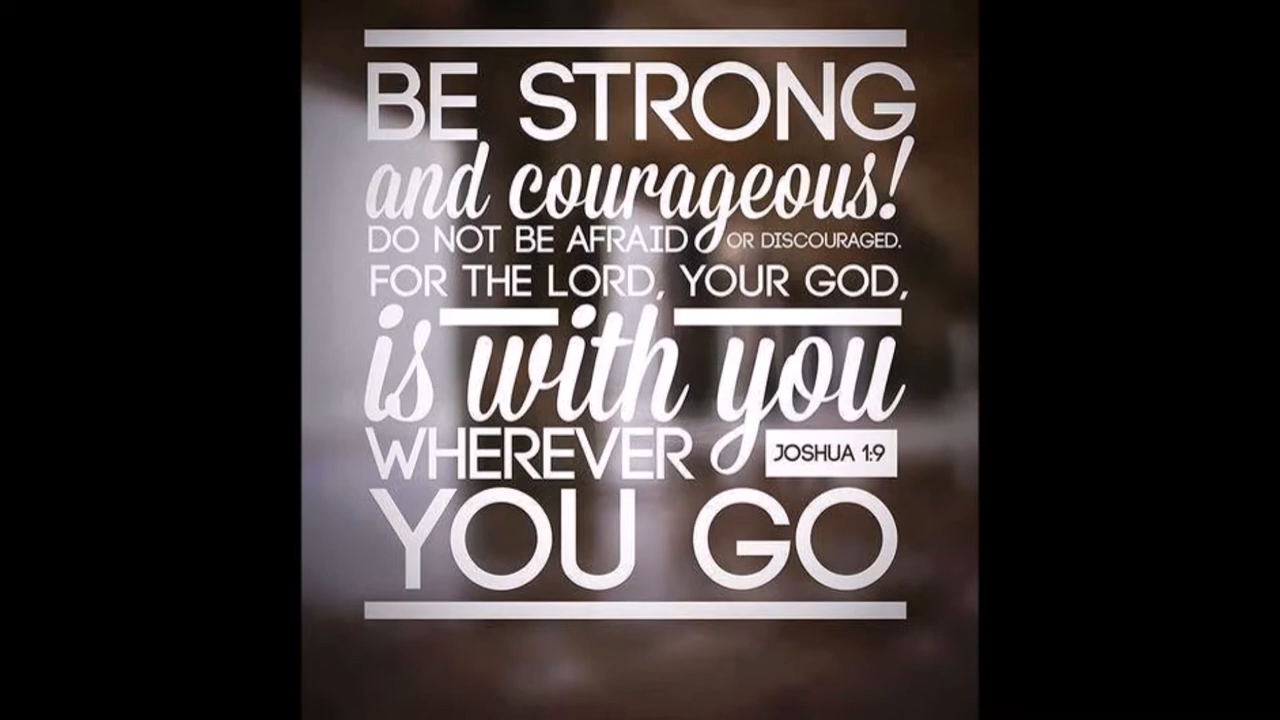 BE STRONG
and courageous!
DO NOT BE AFRAID OR DISCOURAGED.
FOR THE LORD, YOUR GOD,
is with you
WHEREVER JOSHUA 1:9
YOU GO